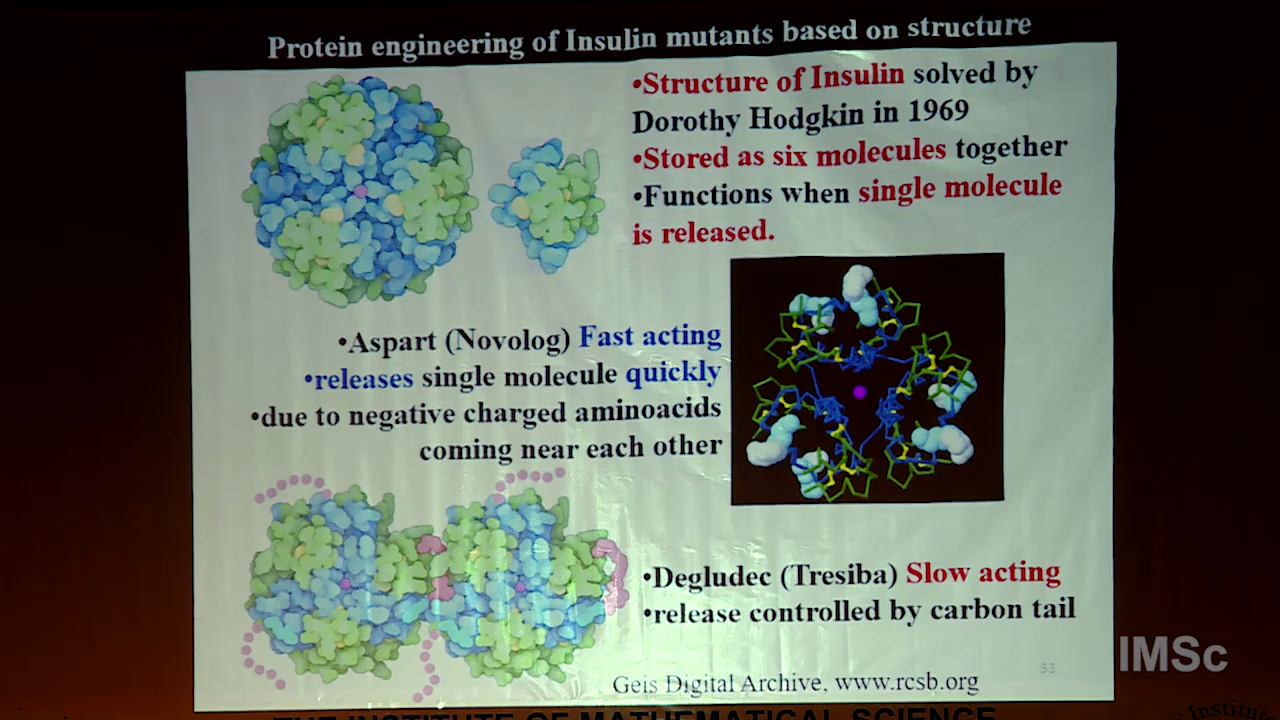 Protein engineering of Insulin mutants based on structure
•Structure of Insulin solved by
Dorothy Hodgkin in 1969
•Stored as six molecules together
•Functions when single molecule
is released.
•Aspart (Novolog) Fast acting
•releases single molecule quickly
•due to negative charged aminoacids
coming near each other
•Degludec (Tresiba) Slow acting
•release controlled by carbon tail
33
Geis Digital Archive, www.rcsb.org
IMSc
THE INSTITUTE OF MATHEMATICAL SCIENCE
Institut